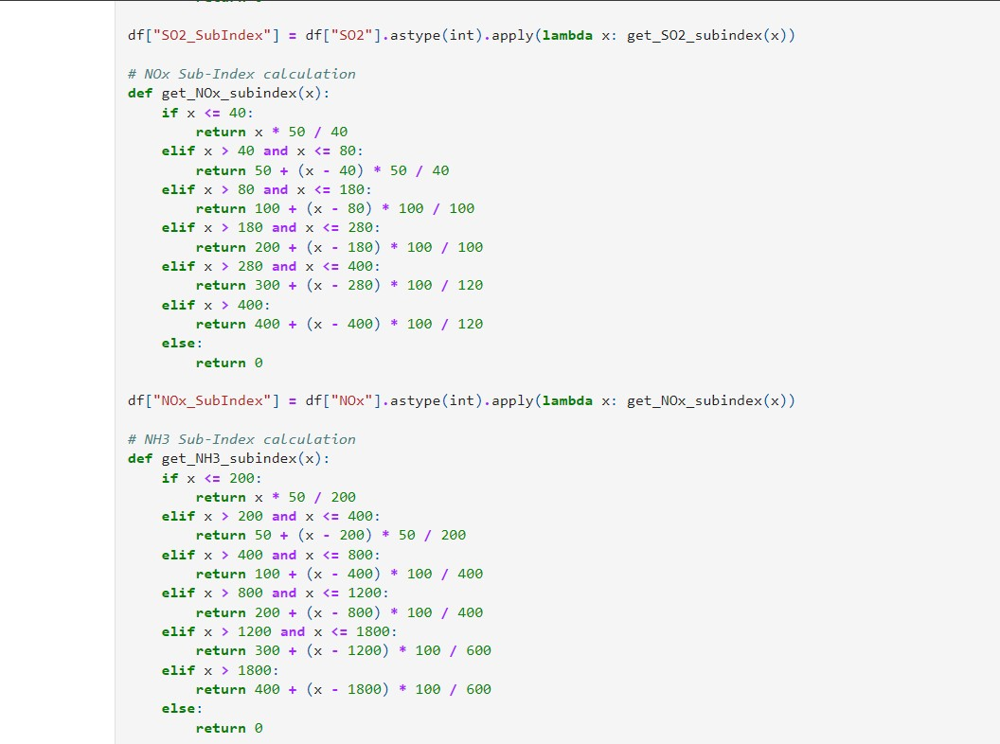 df["SO2_SubIndex"] = df["SO2"].astype(int).apply(lambda x: get_SO2_subindex(x))
# NOx Sub-Index calculation
def get_NOx_subindex(x):
    if x <= 40:
        return x * 50 / 40
    elif x > 40 and x <= 80:
        return 50 + (x - 40) * 50 / 40
    elif x > 80 and x <= 180:
        return 100 + (x - 80) * 100 / 100
    elif x > 180 and x <= 280:
        return 200 + (x - 180) * 100 / 100
    elif x > 280 and x <= 400:
        return 300 + (x - 280) * 100 / 120
    elif x > 400:
        return 400 + (x - 400) * 100 / 120
    else:
        return 0
df["NOx_SubIndex"] = df["NOx"].astype(int).apply(lambda x: get_NOx_subindex(x))
# NH3 Sub-Index calculation
def get_NH3_subindex(x):
    if x <= 200:
        return x * 50 / 200
    elif x > 200 and x <= 400:
        return 50 + (x - 200) * 50 / 200
    elif x > 400 and x <= 800:
        return 100 + (x - 400) * 100 / 400
    elif x > 800 and x <= 1200:
        return 200 + (x - 800) * 100 / 400
    elif x > 1200 and x <= 1800:
        return 300 + (x - 1200) * 100 / 600
    elif x > 1800:
        return 400 + (x - 1800) * 100 / 600
    else:
        return 0